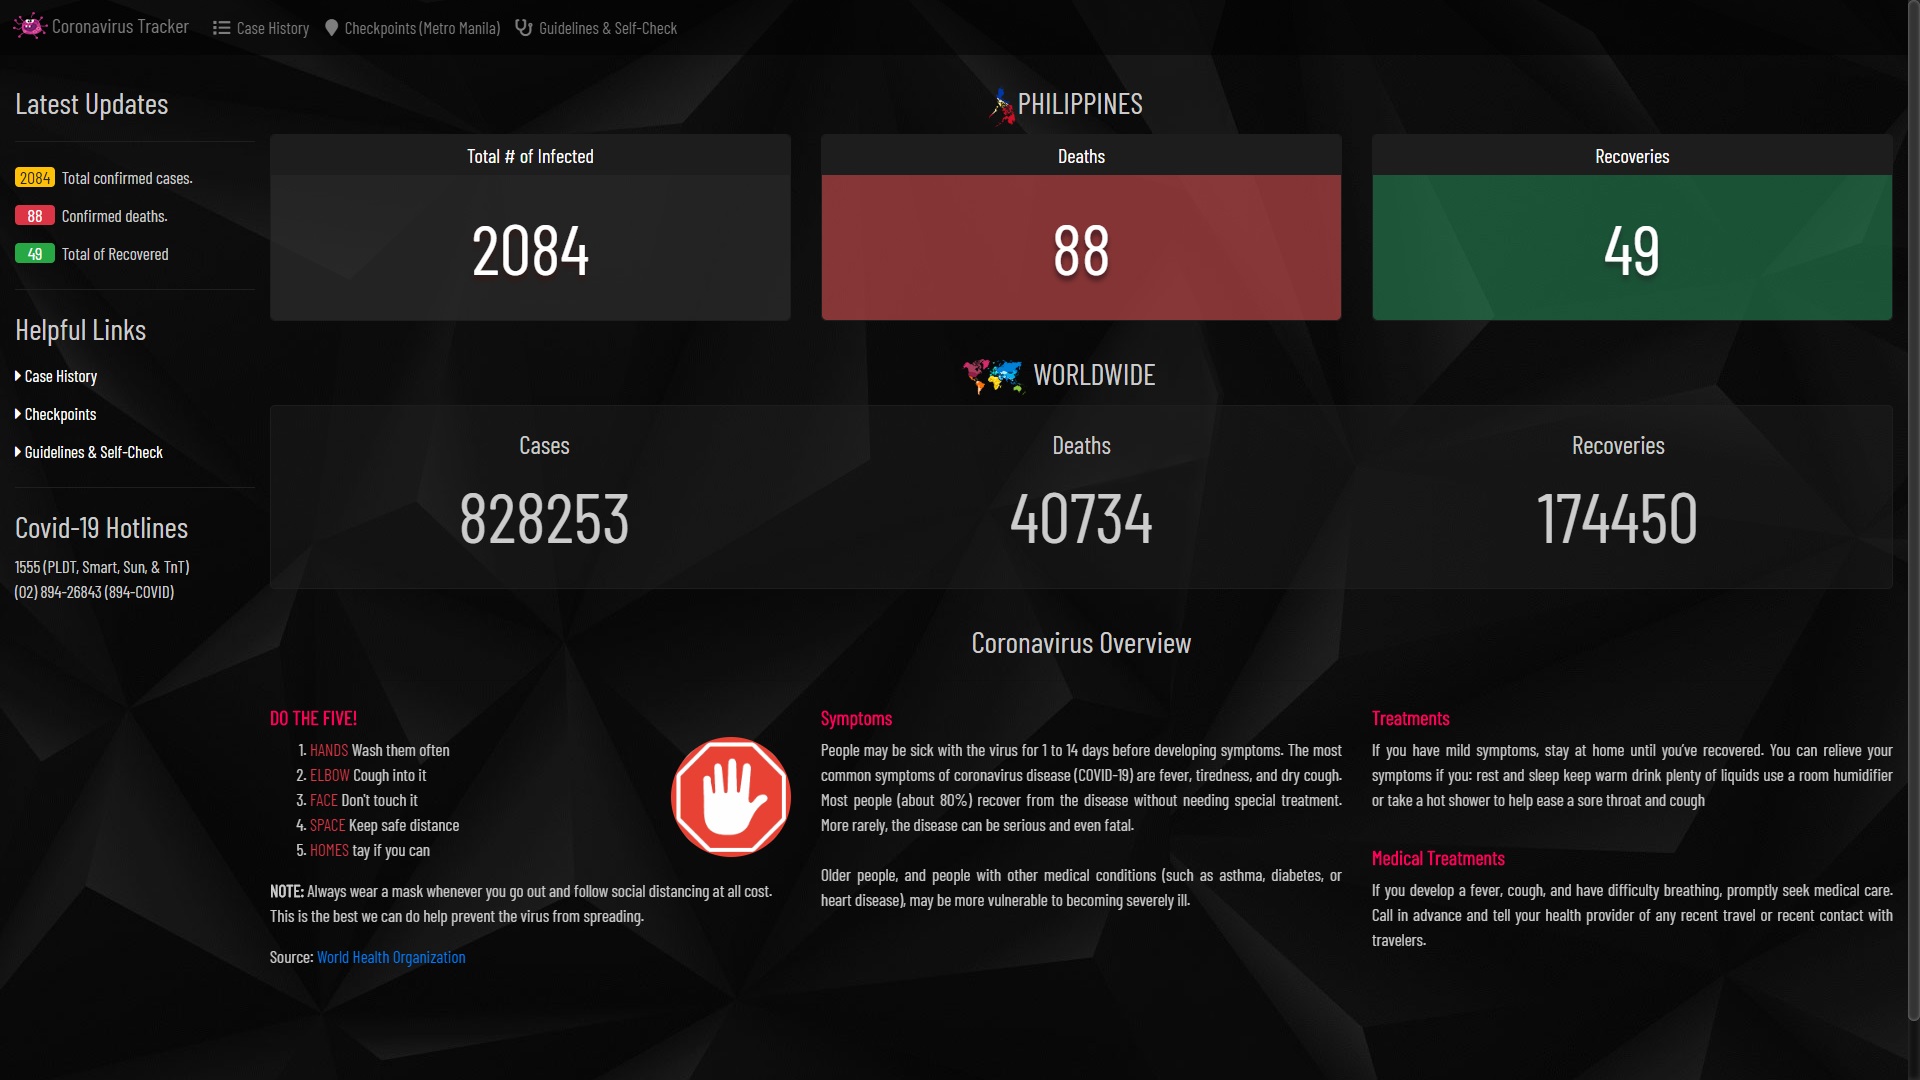 Coronavirus Tracker
Case History
Checkpoints (Metro Manila)
Guidelines & Self-Check
Latest Updates
2084 Total confirmed cases.
88 Confirmed deaths.
49 Total of Recovered
Helpful Links
Case History
Checkpoints
Guidelines & Self-Check
Covid-19 Hotlines
1555 (PLDT, Smart, Sun, & TnT)
(02) 894-26843 (894-COVID)
PHILIPPINES
Total # of Infected
2084
Deaths
88
Recoveries
49
WORLDWIDE
Cases
828253
Deaths
40734
Recoveries
174450
Coronavirus Overview
DO THE FIVE!
1. HANDS Wash them often
2. ELBOW Cough into it
3. FACE Don't touch it
4. SPACE Keep safe distance
5. HOMES tay if you can
NOTE: Always wear a mask whenever you go out and follow social distancing at all cost.
This is the best we can do help prevent the virus from spreading.
Source: World Health Organization
Symptoms
People may be sick with the virus for 1 to 14 days before developing symptoms. The most
common symptoms of coronavirus disease (COVID-19) are fever, tiredness, and dry cough.
Most people (about 80%) recover from the disease without needing special treatment.
More rarely, the disease can be serious and even fatal.
Older people, and people with other medical conditions (such as asthma, diabetes, or
heart disease), may be more vulnerable to becoming severely ill.
Treatments
If you have mild symptoms, stay at home until you've recovered. You can relieve your
symptoms if you: rest and sleep keep warm drink plenty of liquids use a room humidifier
or take a hot shower to help ease a sore throat and cough
Medical Treatments
If you develop a fever, cough, and have difficulty breathing, promptly seek medical care.
Call in advance and tell your health provider of any recent travel or recent contact with
travelers.